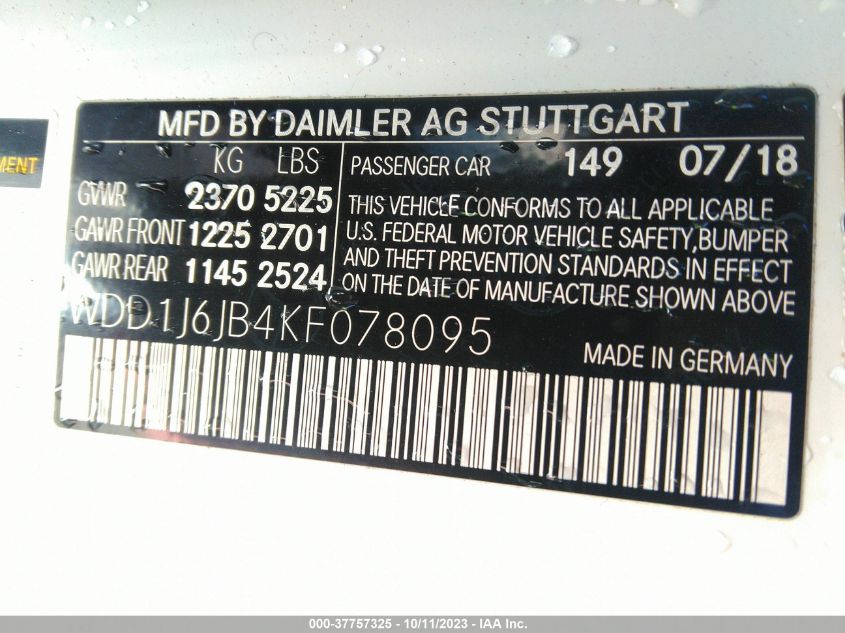 MENT
MFD BY DAIMLER AG STUTTGART
KG LBS
GVWR 2370 5225
GAWR FRONT 1225 2701
GAWR REAR 1145 2524
PASSENGER CAR 149 07/18
THIS VEHICLE CONFORMS TO ALL APPLICABLE
U.S. FEDERAL MOTOR VEHICLE SAFETY,BUMPER
AND THEFT PREVENTION STANDARDS IN EFFECT
ON THE DATE OF MANUFACTURE SHOWN ABOVE
WDD1J6JB4KF078095
MADE IN GERMANY
000-37757325 - 10/11/2023 - IAA Inc.